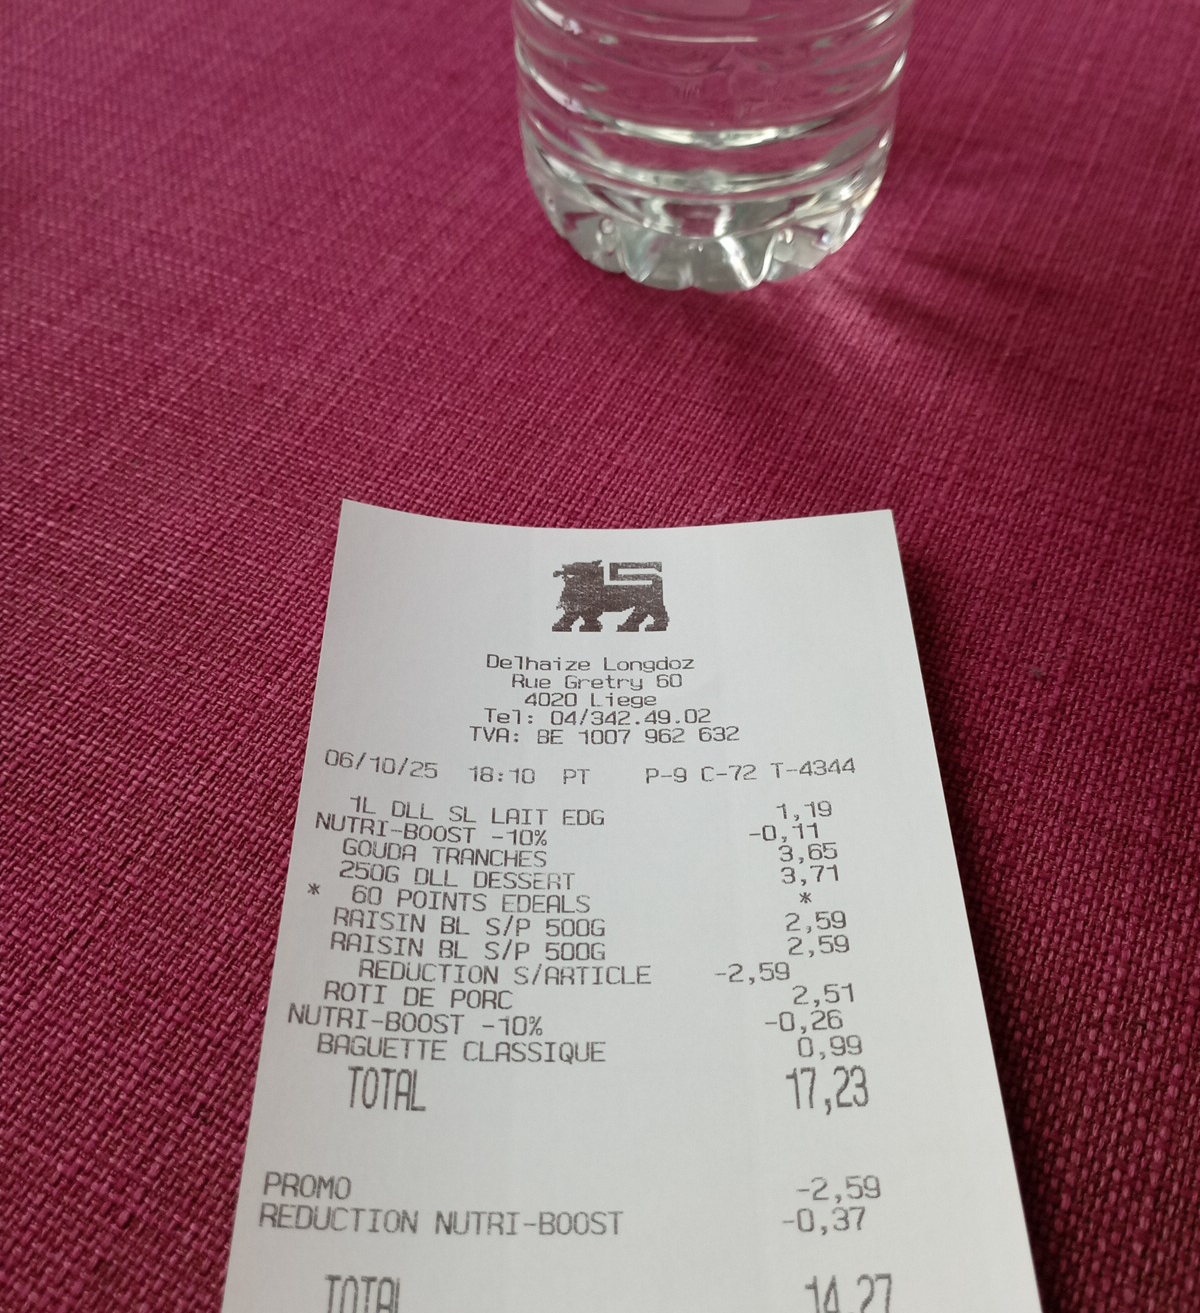 Delhaize Longdoz
Rue Gretry 60
4020 Liege
Tel: 04/342.49.02
TVA: BE 1007 962 632
06/10/25 18:10 PT P-9 C-72 T-4344
1L DLL SL LAIT EDG 1,19
NUTRI-BOOST -10% -0,11
GOUDA TRANCHES 3,65
250G DLL DESSERT 3,71
* 60 POINTS EDEALS *
RAISIN BL S/P 500G 2,59
RAISIN BL S/P 500G 2,59
REDUCTION S/ARTICLE -2,59
ROTI DE PORC 2,51
NUTRI-BOOST -10% -0,26
BAGUETTE CLASSIQUE 0,99
TOTAL 17,23
PROMO -2,59
REDUCTION NUTRI-BOOST -0,37
TOTAL 14,27